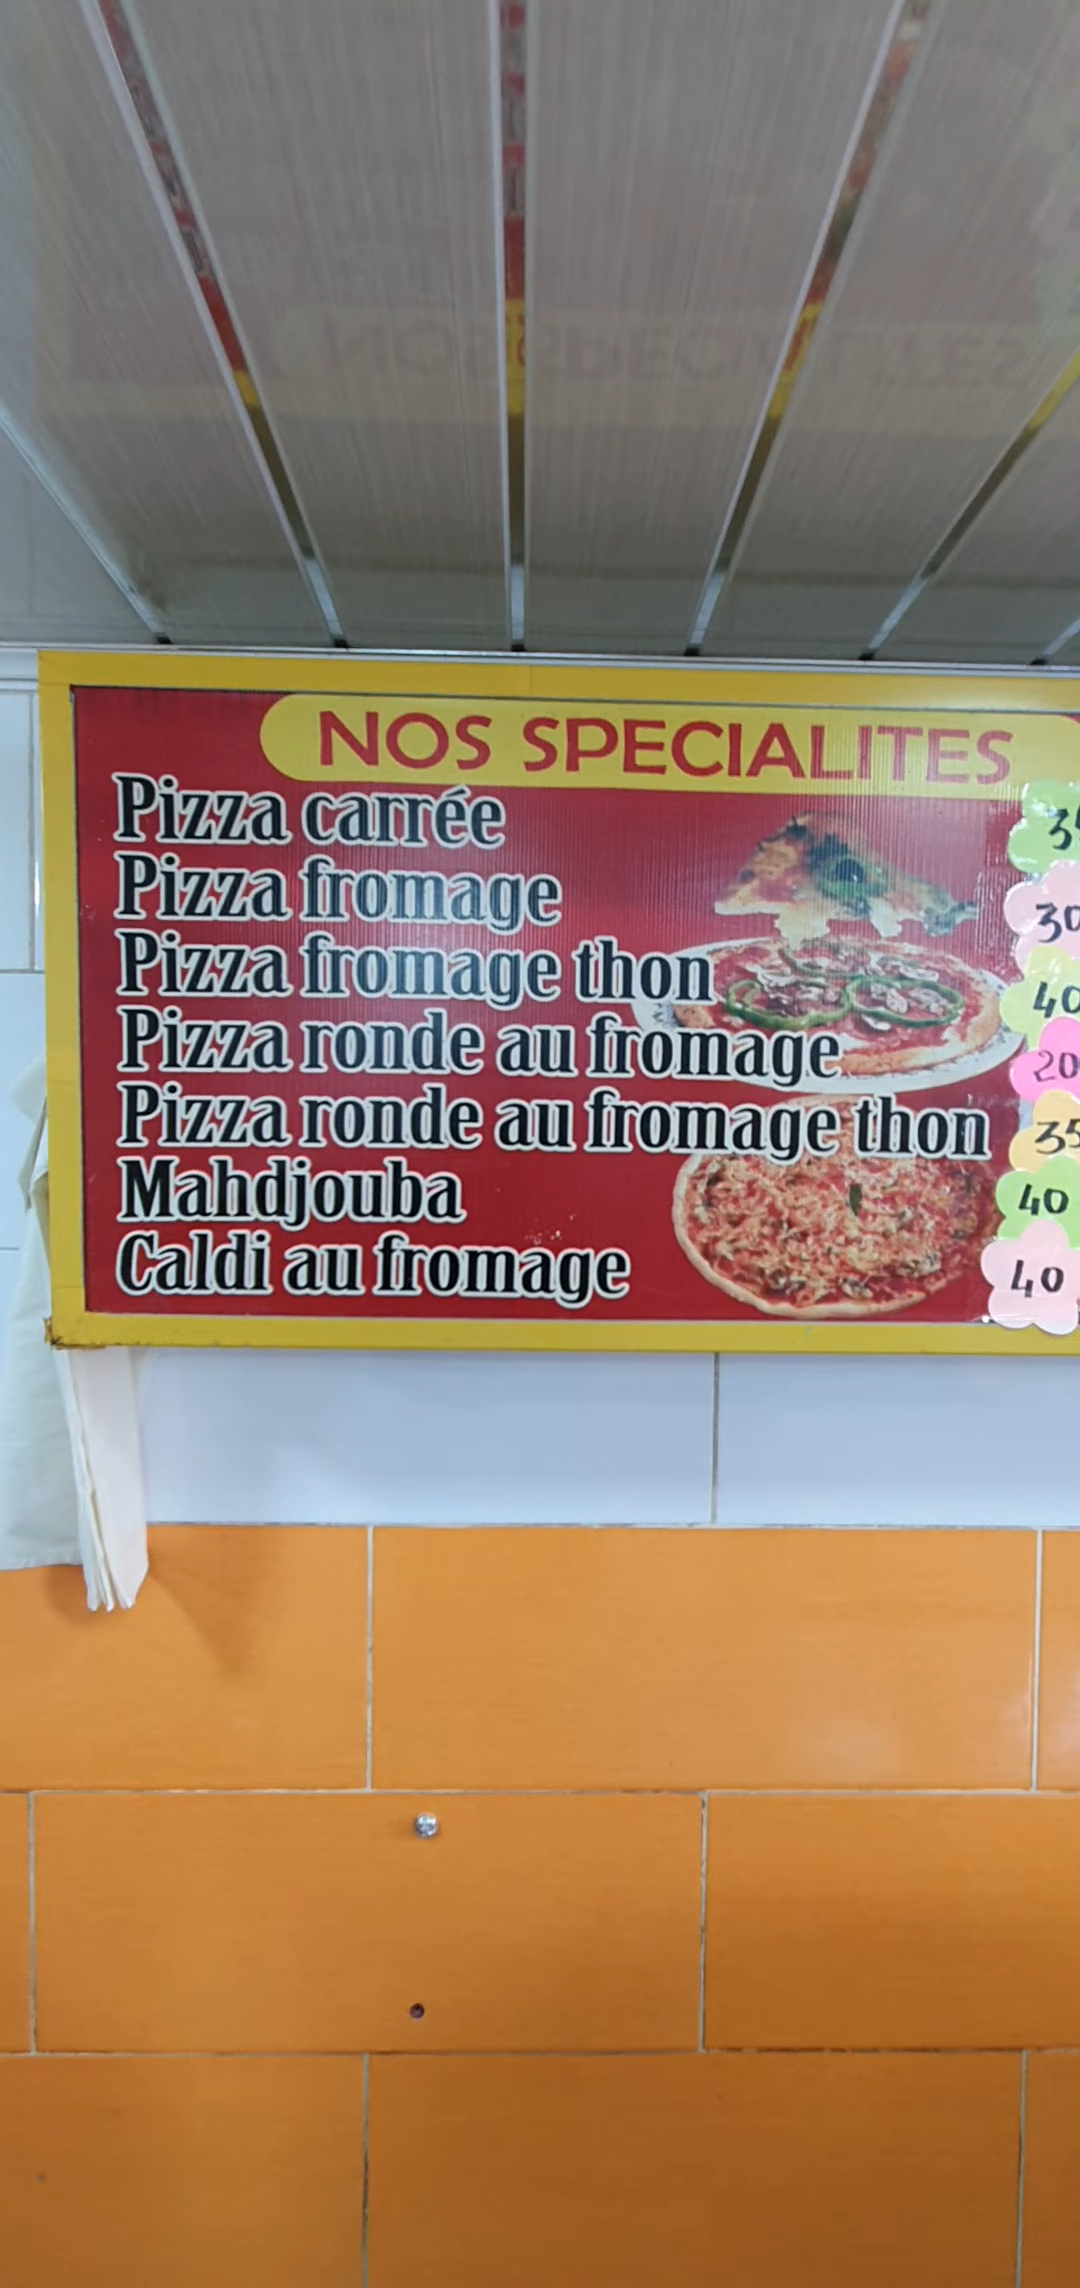 NOS SPECIALITES
Pizza carrée
Pizza fromage 30
Pizza fromage thon 40
Pizza ronde au fromage 20
Pizza ronde au fromage thon 35
Mahdjouba 40
Caldi au fromage 40